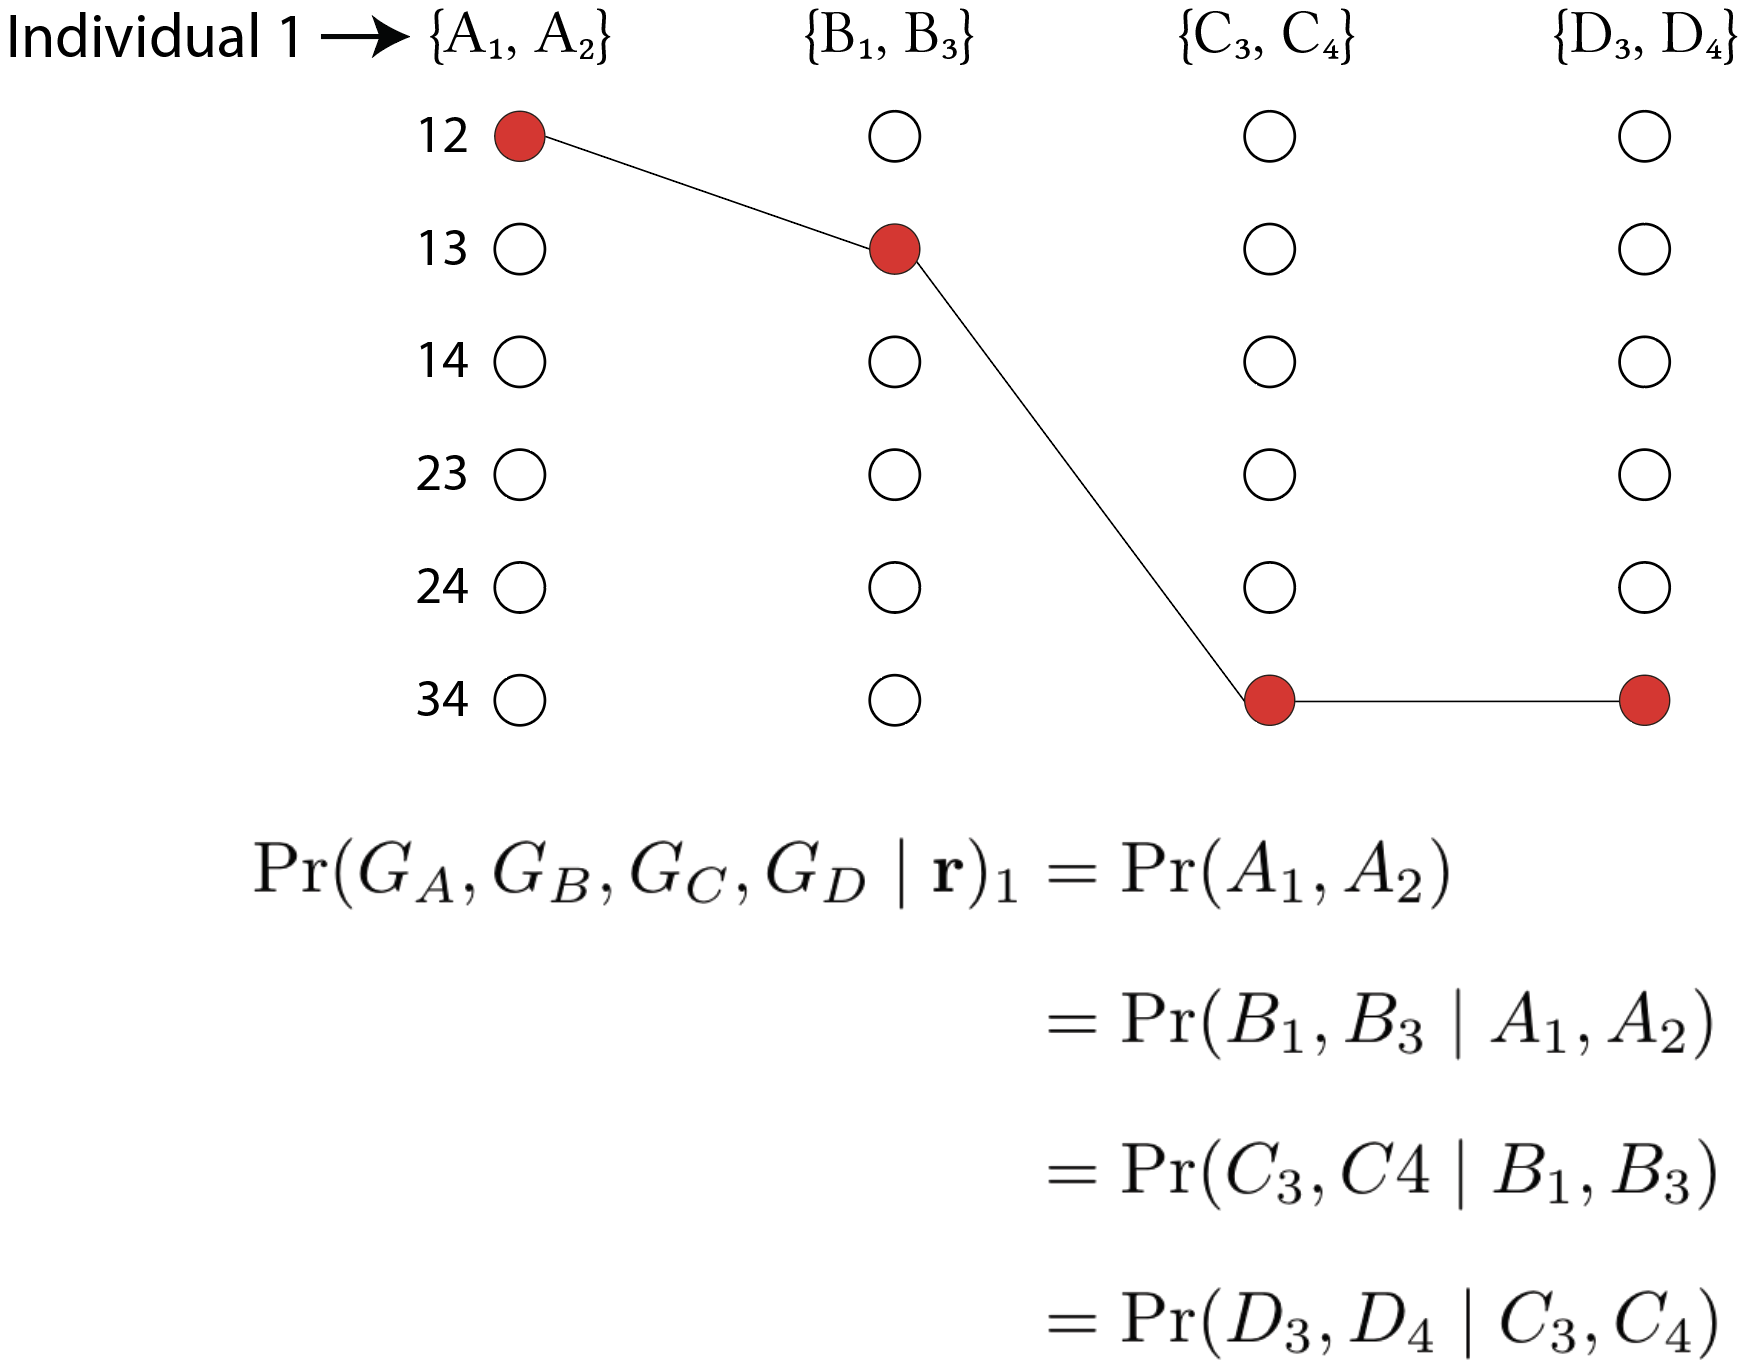 Individual 1 → {A₁, A₂} {B₁, B₃} {C₃, C₄} {D₃, D₄}
12
13
14
23
24
34
Pr(G_A, G_B, G_C, G_D | r)₁ = Pr(A₁, A₂)
= Pr(B₁, B₃ | A₁, A₂)
= Pr(C₃, C4 | B₁, B₃)
= Pr(D₃, D₄ | C₃, C₄)